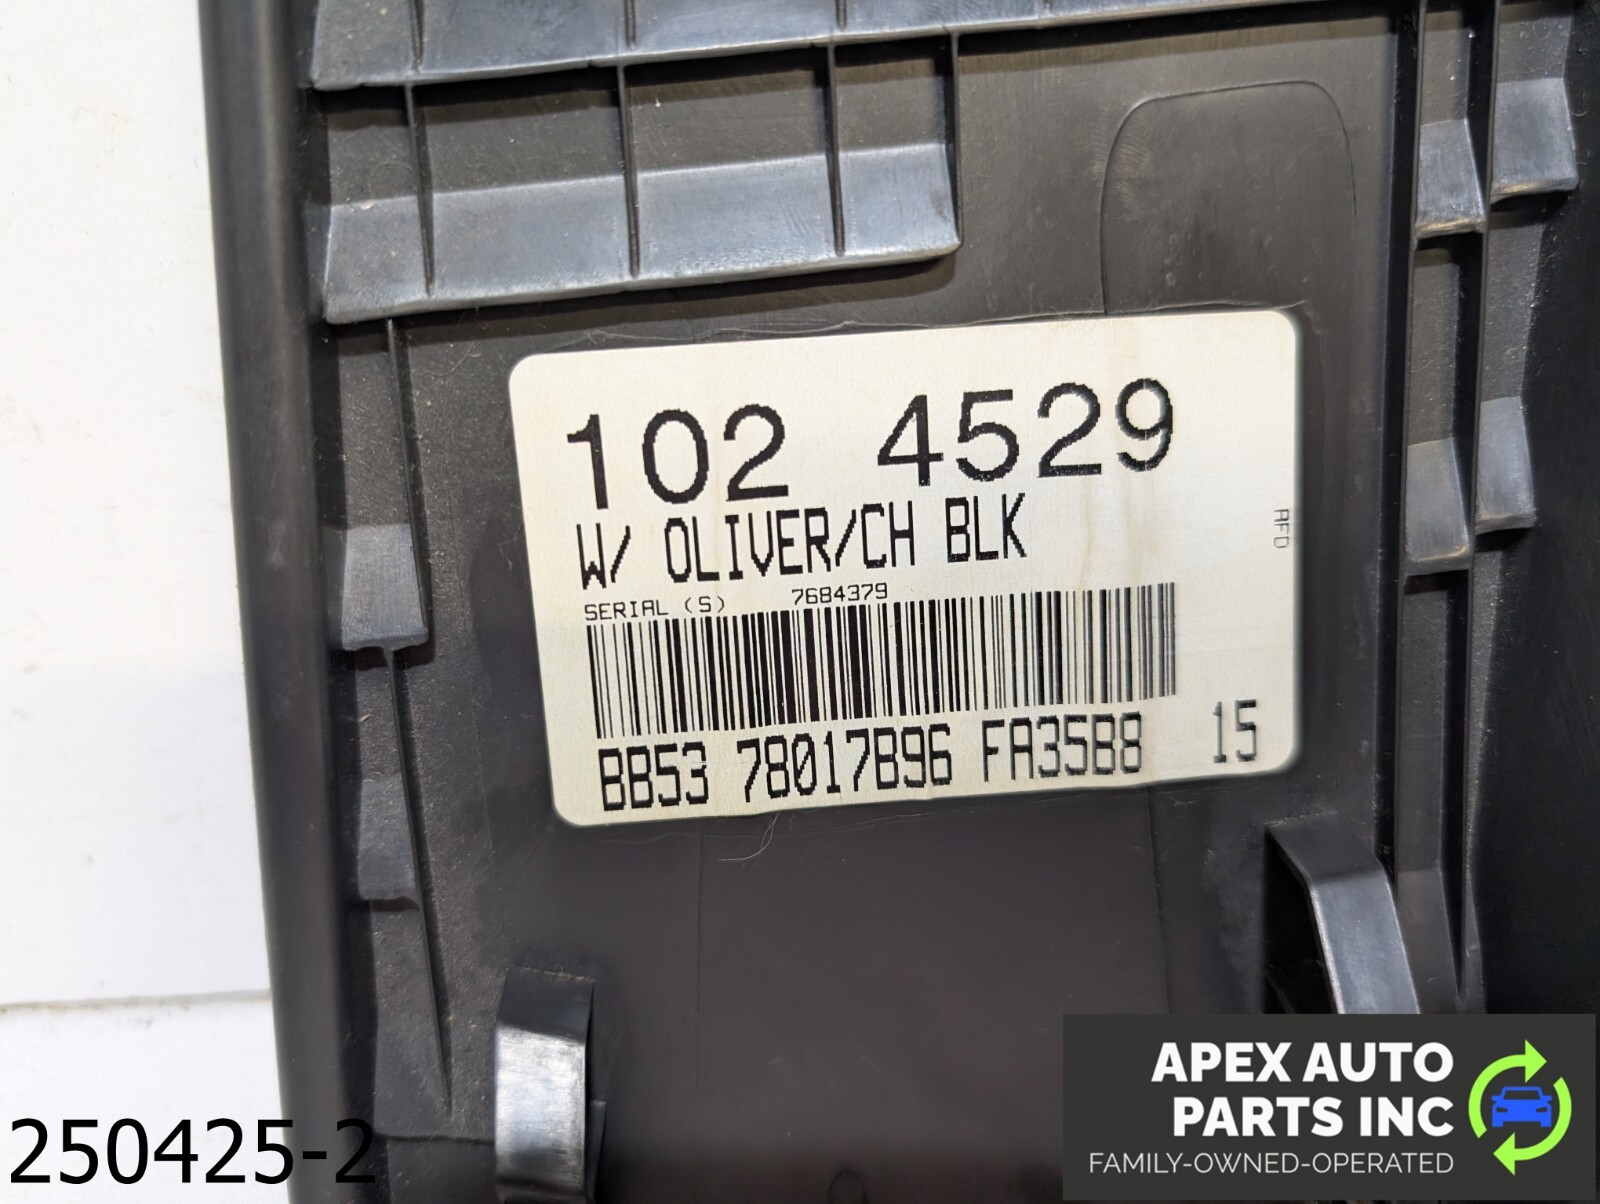 102 4529
W/ OLIVER/CH BLK
AFD
SERIAL (S) 7684379
BB53 78017B96 FA35B8 15
APEX AUTO
PARTS INC
FAMILY-OWNED-OPERATED
250425-2